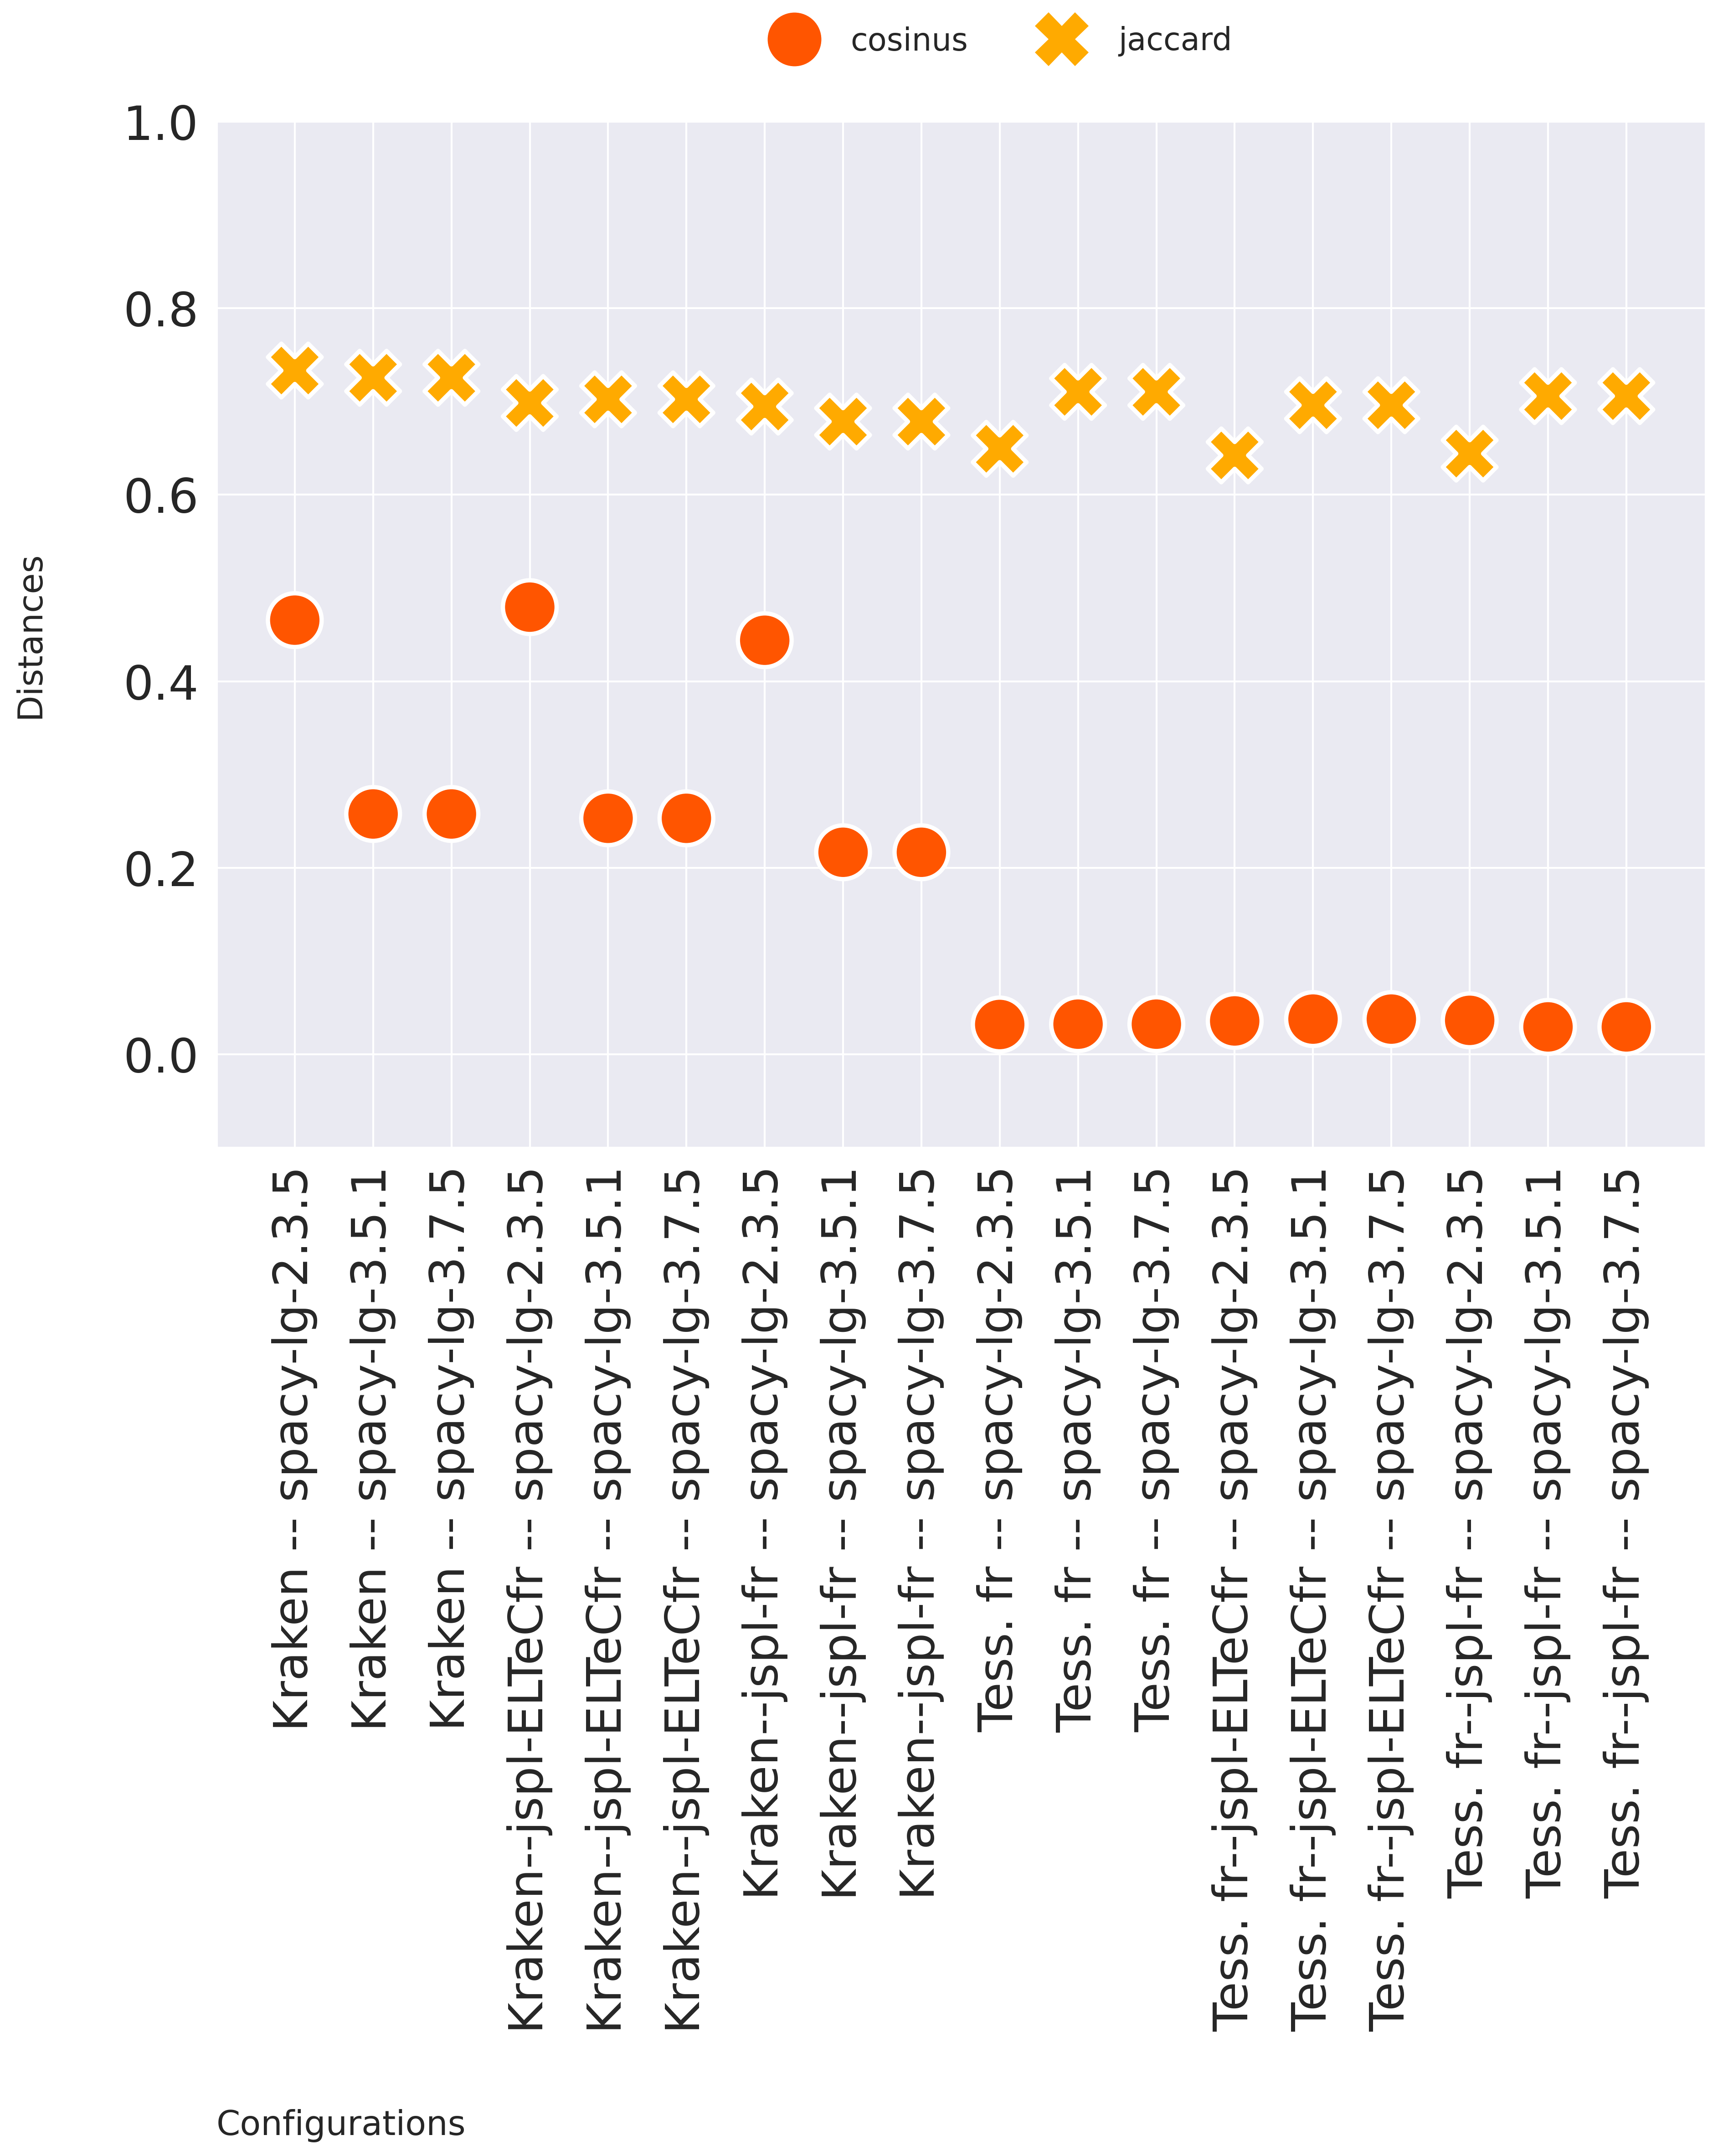 cosinus
jaccard
1.0
0.8
0.6
0.4
0.2
0.0
Distances
Kraken -- spacy-lg-2.3.5
Kraken -- spacy-lg-3.5.1
Kraken -- spacy-lg-3.7.5
Kraken--jspl-ELTeCfr -- spacy-lg-2.3.5
Kraken--jspl-ELTeCfr -- spacy-lg-3.5.1
Kraken--jspl-ELTeCfr -- spacy-lg-3.7.5
Kraken--jspl-fr -- spacy-lg-2.3.5
Kraken--jspl-fr -- spacy-lg-3.5.1
Kraken--jspl-fr -- spacy-lg-3.7.5
Tess. fr -- spacy-lg-2.3.5
Tess. fr -- spacy-lg-3.5.1
Tess. fr -- spacy-lg-3.7.5
Tess. fr--jspl-ELTeCfr -- spacy-lg-2.3.5
Tess. fr--jspl-ELTeCfr -- spacy-lg-3.5.1
Tess. fr--jspl-ELTeCfr -- spacy-lg-3.7.5
Tess. fr--jspl-fr -- spacy-lg-2.3.5
Tess. fr--jspl-fr -- spacy-lg-3.5.1
Tess. fr--jspl-fr -- spacy-lg-3.7.5
Configurations